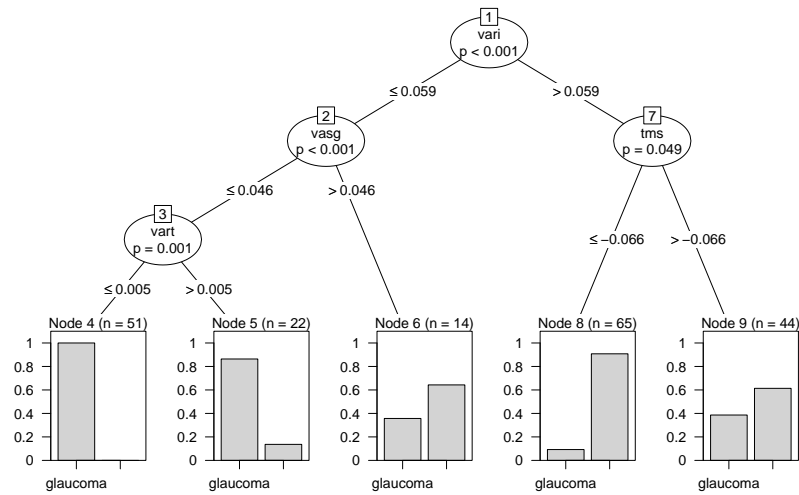 1
vari
p < 0.001
≤ 0.059
> 0.059
2
vasg
p < 0.001
7
tms
p = 0.049
≤ 0.046
> 0.046
3
vart
p = 0.001
≤ −0.066
> −0.066
≤ 0.005
> 0.005
Node 4 (n = 51)
1
0.8
0.6
0.4
0.2
0
glaucoma
Node 5 (n = 22)
1
0.8
0.6
0.4
0.2
0
glaucoma
Node 6 (n = 14)
1
0.8
0.6
0.4
0.2
0
glaucoma
Node 8 (n = 65)
1
0.8
0.6
0.4
0.2
0
glaucoma
Node 9 (n = 44)
1
0.8
0.6
0.4
0.2
0
glaucoma